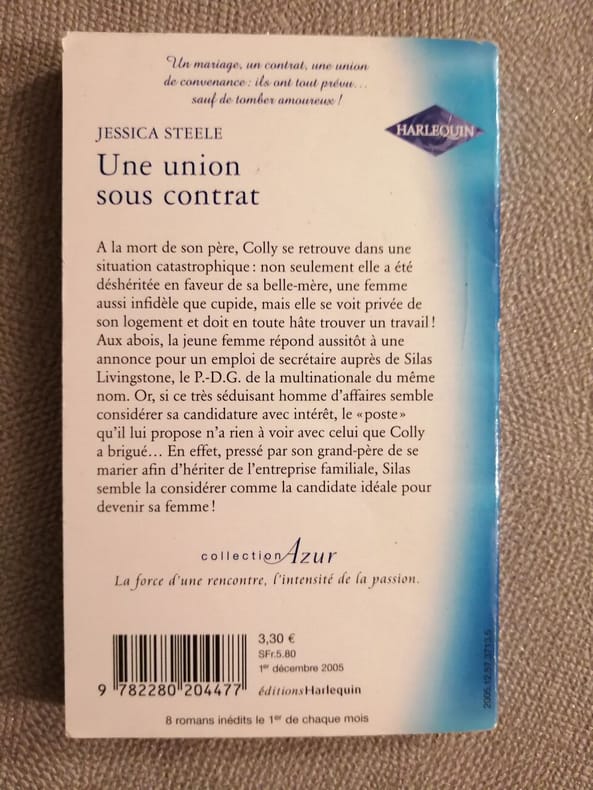 Un mariage, un contrat, une union
de convenance : ils ont tout prévu...
sauf de tomber amoureux !
HARLEQUIN
JESSICA STEELE
Une union
sous contrat
A la mort de son père, Colly se retrouve dans une
situation catastrophique : non seulement elle a été
déshéritée en faveur de sa belle-mère, une femme
aussi infidèle que cupide, mais elle se voit privée de
son logement et doit en toute hâte trouver un travail !
Aux abois, la jeune femme répond aussitôt à une
annonce pour un emploi de secrétaire auprès de Silas
Livingstone, le P.-D.G. de la multinationale du même
nom. Or, si ce très séduisant homme d'affaires semble
considérer sa candidature avec intérêt, le « poste »
qu'il lui propose n'a rien à voir avec celui que Colly
a brigué... En effet, pressé par son grand-père de se
marier afin d'hériter de l'entreprise familiale, Silas
semble la considérer comme la candidate idéale pour
devenir sa femme !
collection Azur
La force d'une rencontre, l'intensité de la passion.
3,30 €
SFr.5.80
1er décembre 2005
9 782280 204477
éditions Harlequin
8 romans inédits le 1er de chaque mois
2005.12.57.3713.5